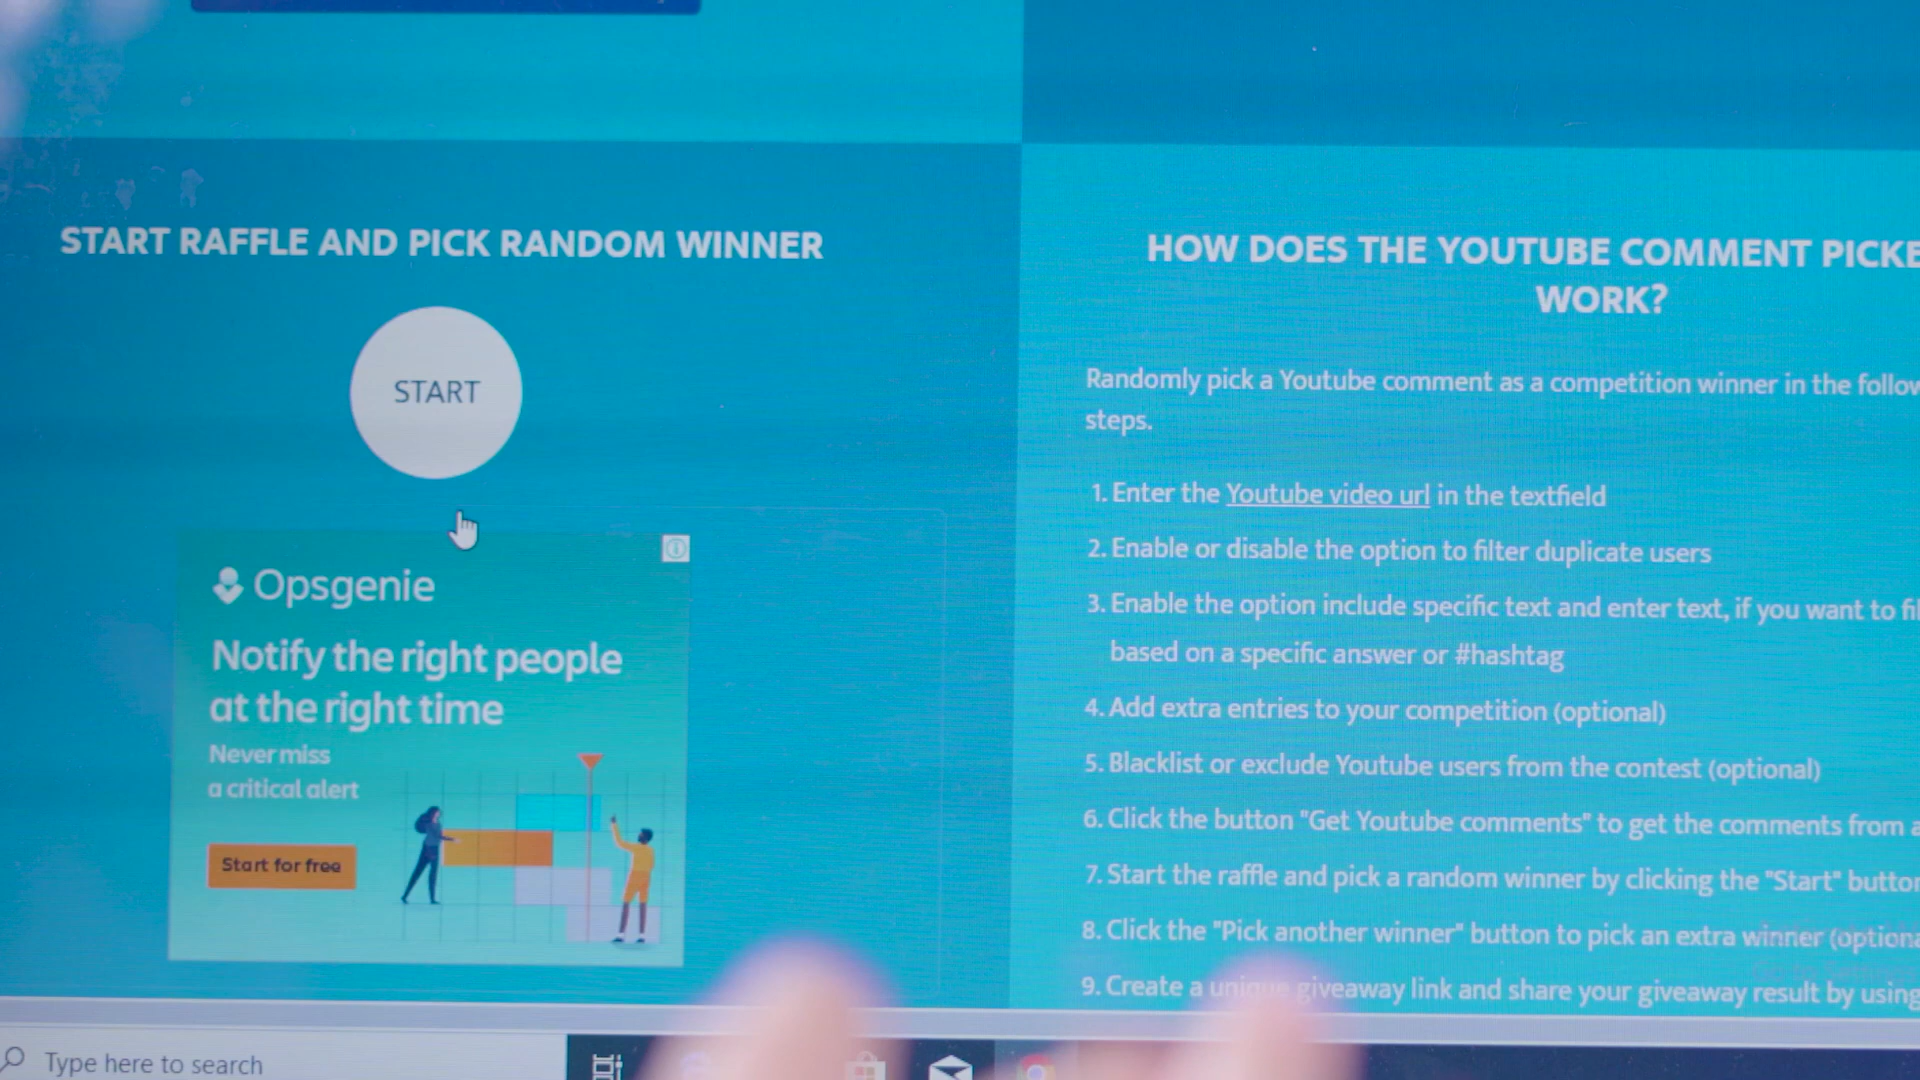 START RAFFLE AND PICK RANDOM WINNER
START
Opsgenie
Notify the right people
at the right time
Never miss
a critical alert
Start for free
HOW DOES THE YOUTUBE COMMENT PICKE
WORK?
Randomly pick a Youtube comment as a competition winner in the follow
steps.
1. Enter the Youtube video url in the textfield
2. Enable or disable the option to filter duplicate users
3. Enable the option include specific text and enter text, if you want to fil
based on a specific answer or #hashtag
4. Add extra entries to your competition (optional)
5. Blacklist or exclude Youtube users from the contest (optional)
6. Click the button "Get Youtube comments" to get the comments from a
7. Start the raffle and pick a random winner by clicking the "Start" button
8. Click the "Pick another winner" button to pick an extra winner (optiona
9. Create a unique giveaway link and share your giveaway result by using
Type here to search